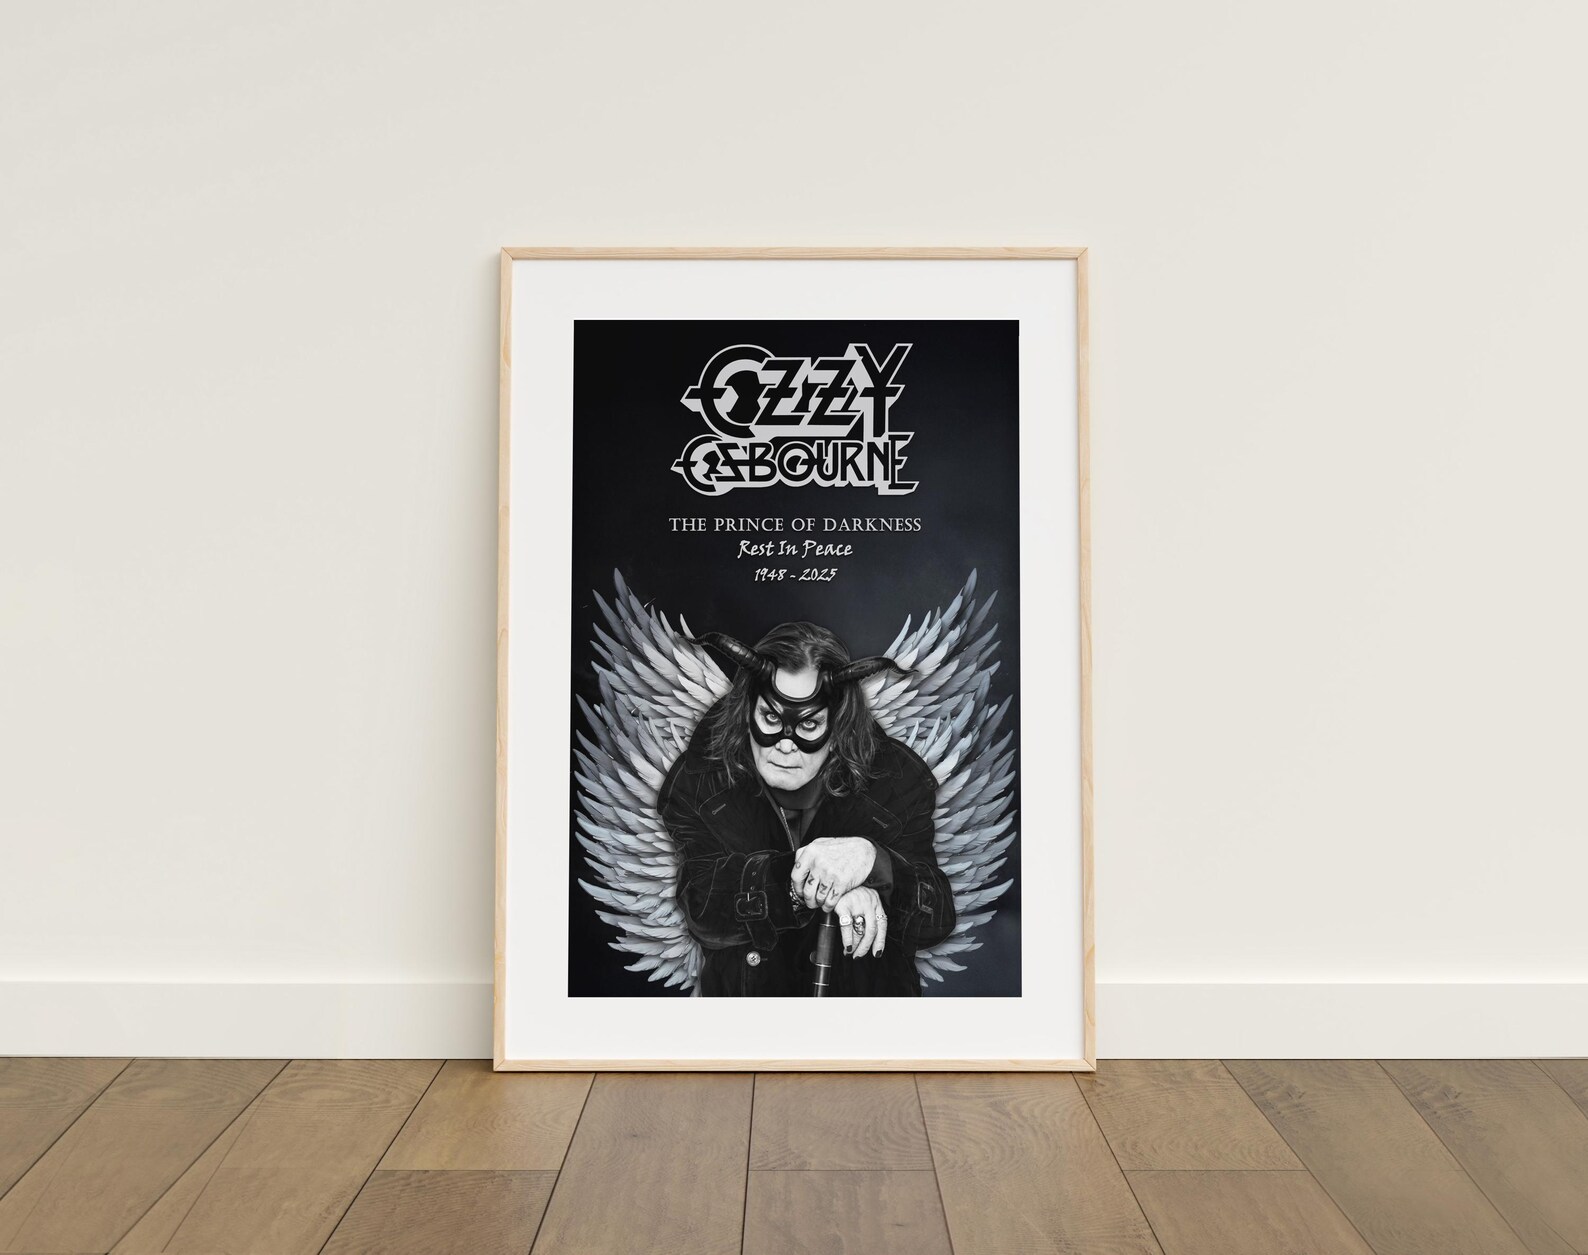 OZZY
OSBOURNE
THE PRINCE OF DARKNESS
Rest In Peace
1948 - 2025